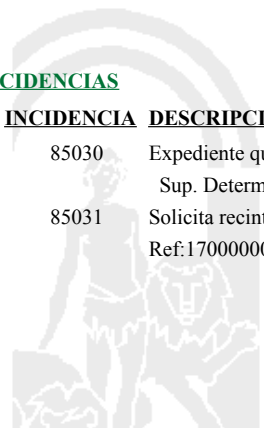 CIDENCIAS
INCIDENCIA DESCRIPCI
85030 Expediente qu
Sup. Determ
85031 Solicita recint
Ref:17000000